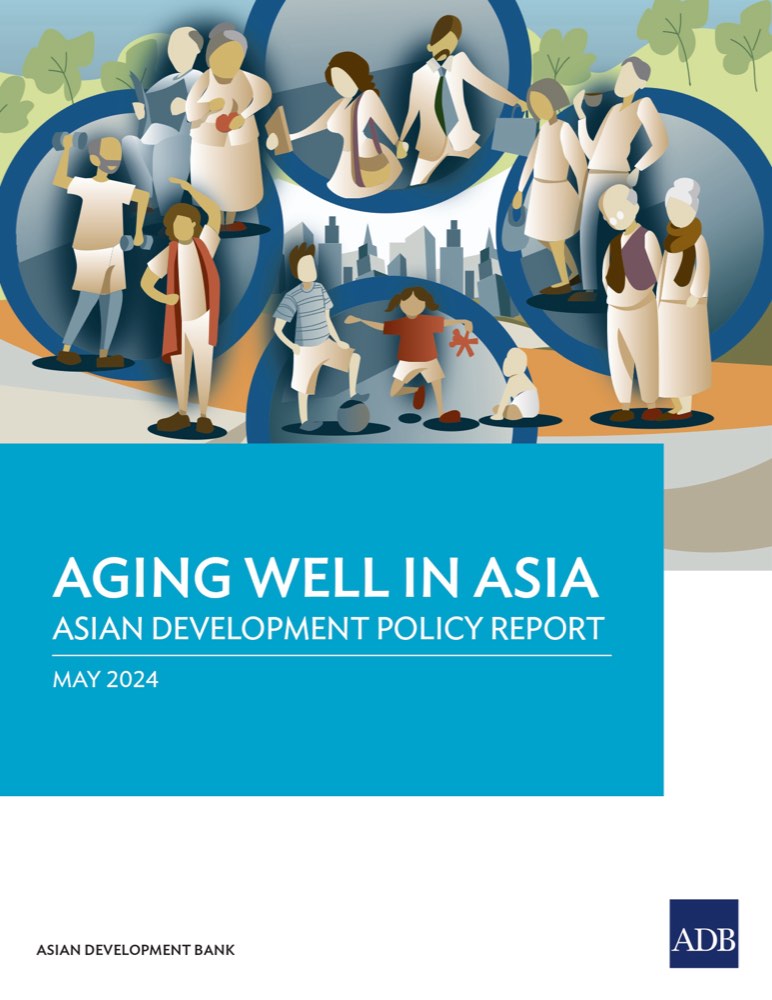 AGING WELL IN ASIA
ASIAN DEVELOPMENT POLICY REPORT
MAY 2024
ASIAN DEVELOPMENT BANK
ADB